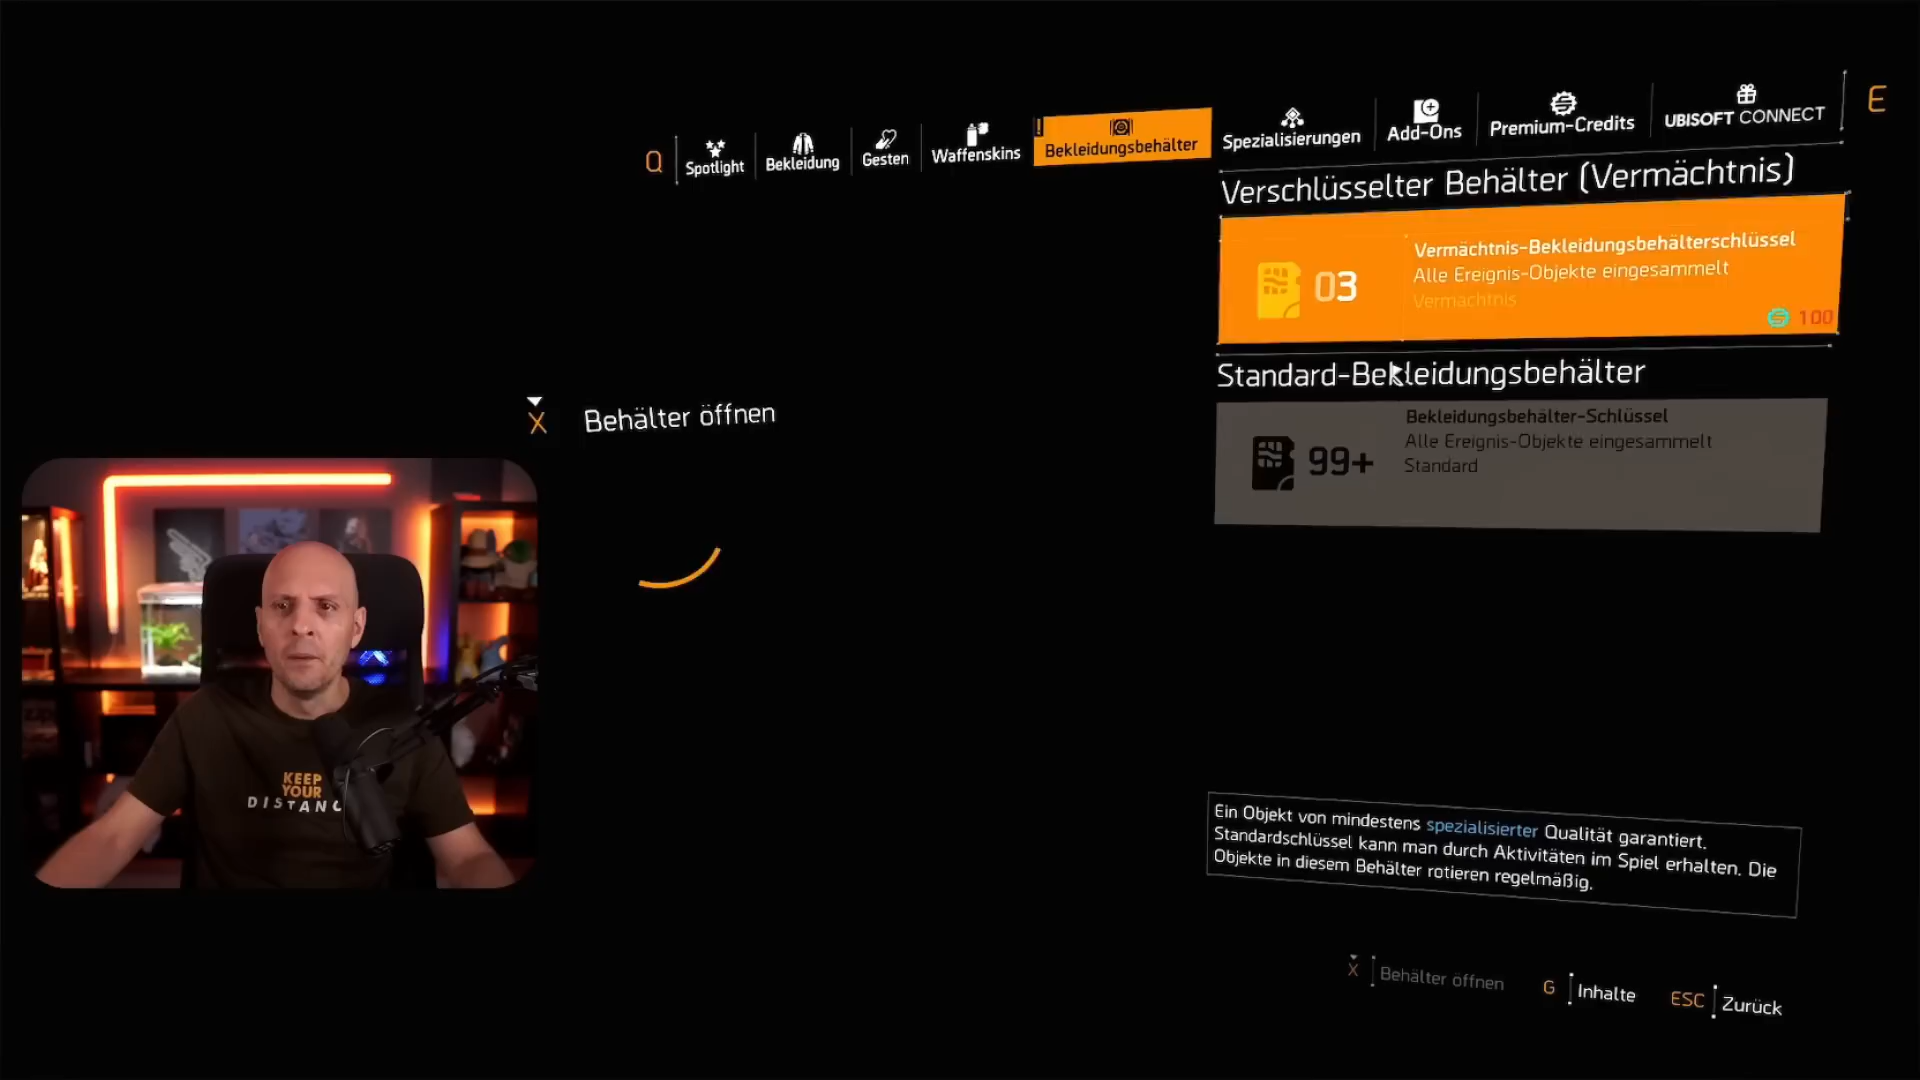 Q
Spotlight
Bekleidung
Gesten
Waffenskins
Bekleidungsbehälter
Spezialisierungen
Add-Ons
Premium-Credits
UBISOFT CONNECT
E
Verschlüsselter Behälter (Vermächtnis)
03
Vermächtnis-Bekleidungsbehälterschlüssel
Alle Ereignis-Objekte eingesammelt
Vermächtnis
100
Standard-Bekleidungsbehälter
99+
Bekleidungsbehälter-Schlüssel
Alle Ereignis-Objekte eingesammelt
Standard
X Behälter öffnen
KEEP
YOUR
DISTANC
Ein Objekt von mindestens spezialisierter Qualität garantiert.
Standardschlüssel kann man durch Aktivitäten im Spiel erhalten. Die
Objekte in diesem Behälter rotieren regelmäßig.
X Behälter öffnen
G Inhalte
ESC Zurück